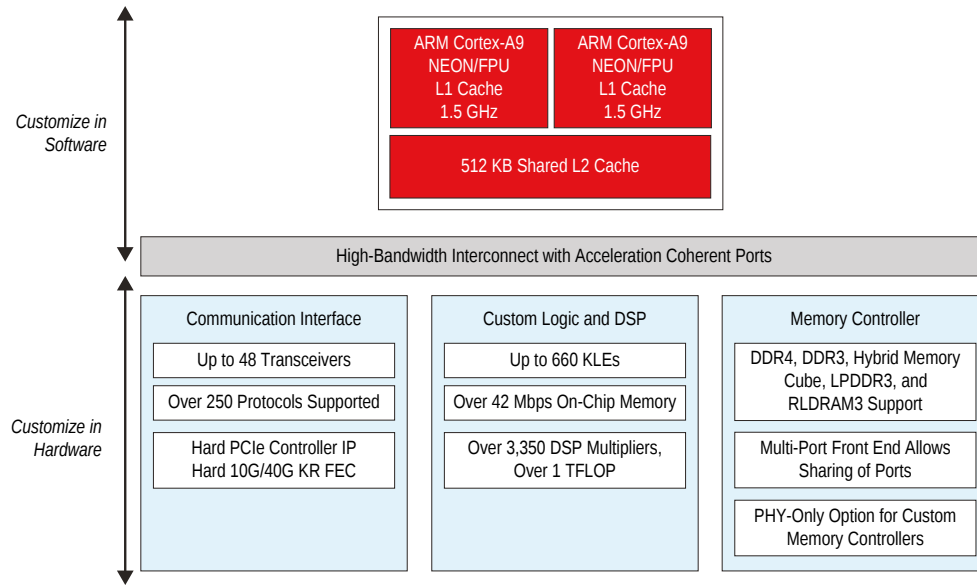 Customize in
Software
ARM Cortex-A9
NEON/FPU
L1 Cache
1.5 GHz
ARM Cortex-A9
NEON/FPU
L1 Cache
1.5 GHz
512 KB Shared L2 Cache
High-Bandwidth Interconnect with Acceleration Coherent Ports
Customize in
Hardware
Communication Interface
Up to 48 Transceivers
Over 250 Protocols Supported
Hard PCIe Controller IP
Hard 10G/40G KR FEC
Custom Logic and DSP
Up to 660 KLEs
Over 42 Mbps On-Chip Memory
Over 3,350 DSP Multipliers,
Over 1 TFLOP
Memory Controller
DDR4, DDR3, Hybrid Memory
Cube, LPDDR3, and
RLDRAM3 Support
Multi-Port Front End Allows
Sharing of Ports
PHY-Only Option for Custom
Memory Controllers